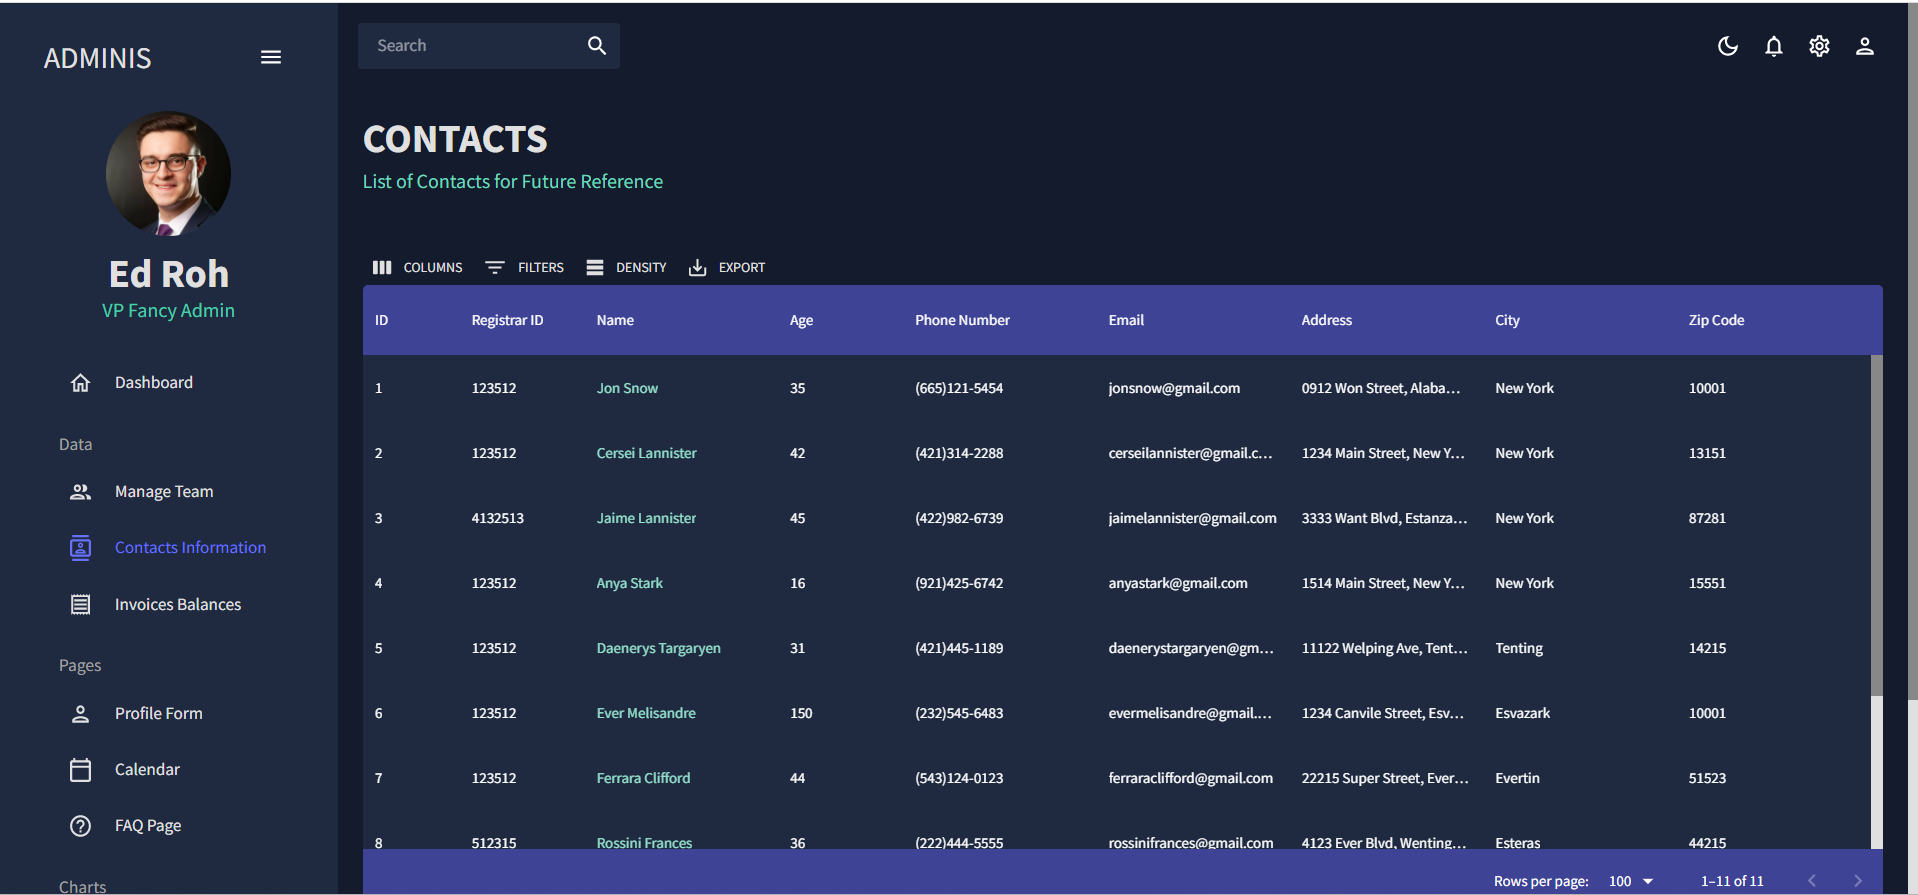 ADMINIS
Search
Ed Roh
VP Fancy Admin
Dashboard
Data
Manage Team
Contacts Information
Invoices Balances
Pages
Profile Form
Calendar
FAQ Page
Charts
CONTACTS
List of Contacts for Future Reference
COLUMNS FILTERS DENSITY EXPORT
ID Registrar ID Name Age Phone Number Email Address City Zip Code
1 123512 Jon Snow 35 (665)121-5454 jonsnow@gmail.com 0912 Won Street, Alaba... New York 10001
2 123512 Cersei Lannister 42 (421)314-2288 cerseilannister@gmail.c... 1234 Main Street, New Y... New York 13151
3 4132513 Jaime Lannister 45 (422)982-6739 jaimelannister@gmail.com 3333 Want Blvd, Estanza... New York 87281
4 123512 Anya Stark 16 (921)425-6742 anyastark@gmail.com 1514 Main Street, New Y... New York 15551
5 123512 Daenerys Targaryen 31 (421)445-1189 daenerystargaryen@gm... 11122 Welping Ave, Tent... Tenting 14215
6 123512 Ever Melisandre 150 (232)545-6483 evermelisandre@gmail.... 1234 Canvile Street, Esv... Esvazark 10001
7 123512 Ferrara Clifford 44 (543)124-0123 ferraraclifford@gmail.com 22215 Super Street, Ever... Evertin 51523
8 512315 Rossini Frances 36 (222)444-5555 rossinifrances@gmail.com 4123 Ever Blvd, Wenting... Esteras 44215
Rows per page: 100 1–11 of 11